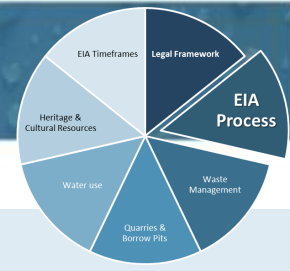 EIA Timeframes
Legal Framework
EIA
Process
Heritage &
Cultural Resources
Waste
Management
Water use
Quarries &
Borrow Pits